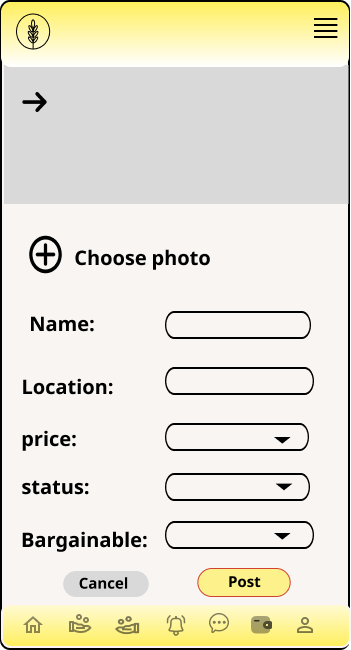 Choose photo
Name:
Location:
price:
status:
Bargainable:
Cancel Post